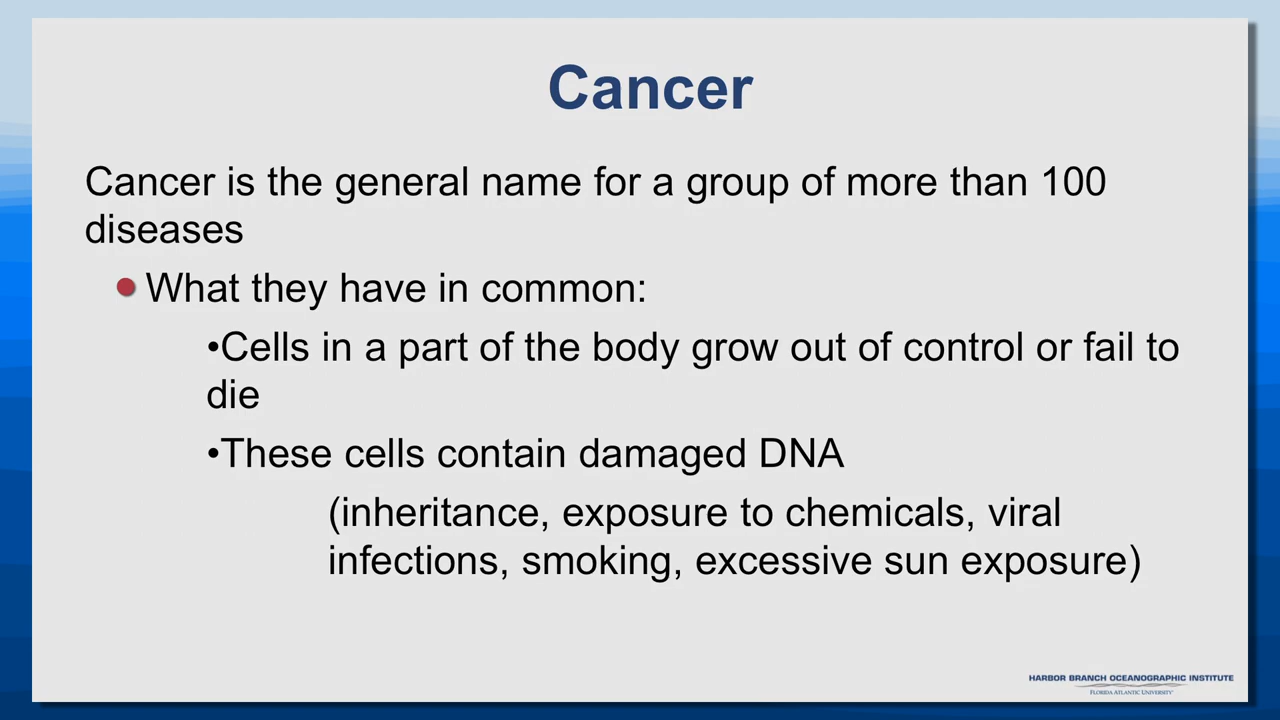 Cancer
Cancer is the general name for a group of more than 100
diseases
What they have in common:
•Cells in a part of the body grow out of control or fail to
die
•These cells contain damaged DNA
(inheritance, exposure to chemicals, viral
infections, smoking, excessive sun exposure)
HARBOR BRANCH OCEANOGRAPHIC INSTITUTE
FLORIDA ATLANTIC UNIVERSITY